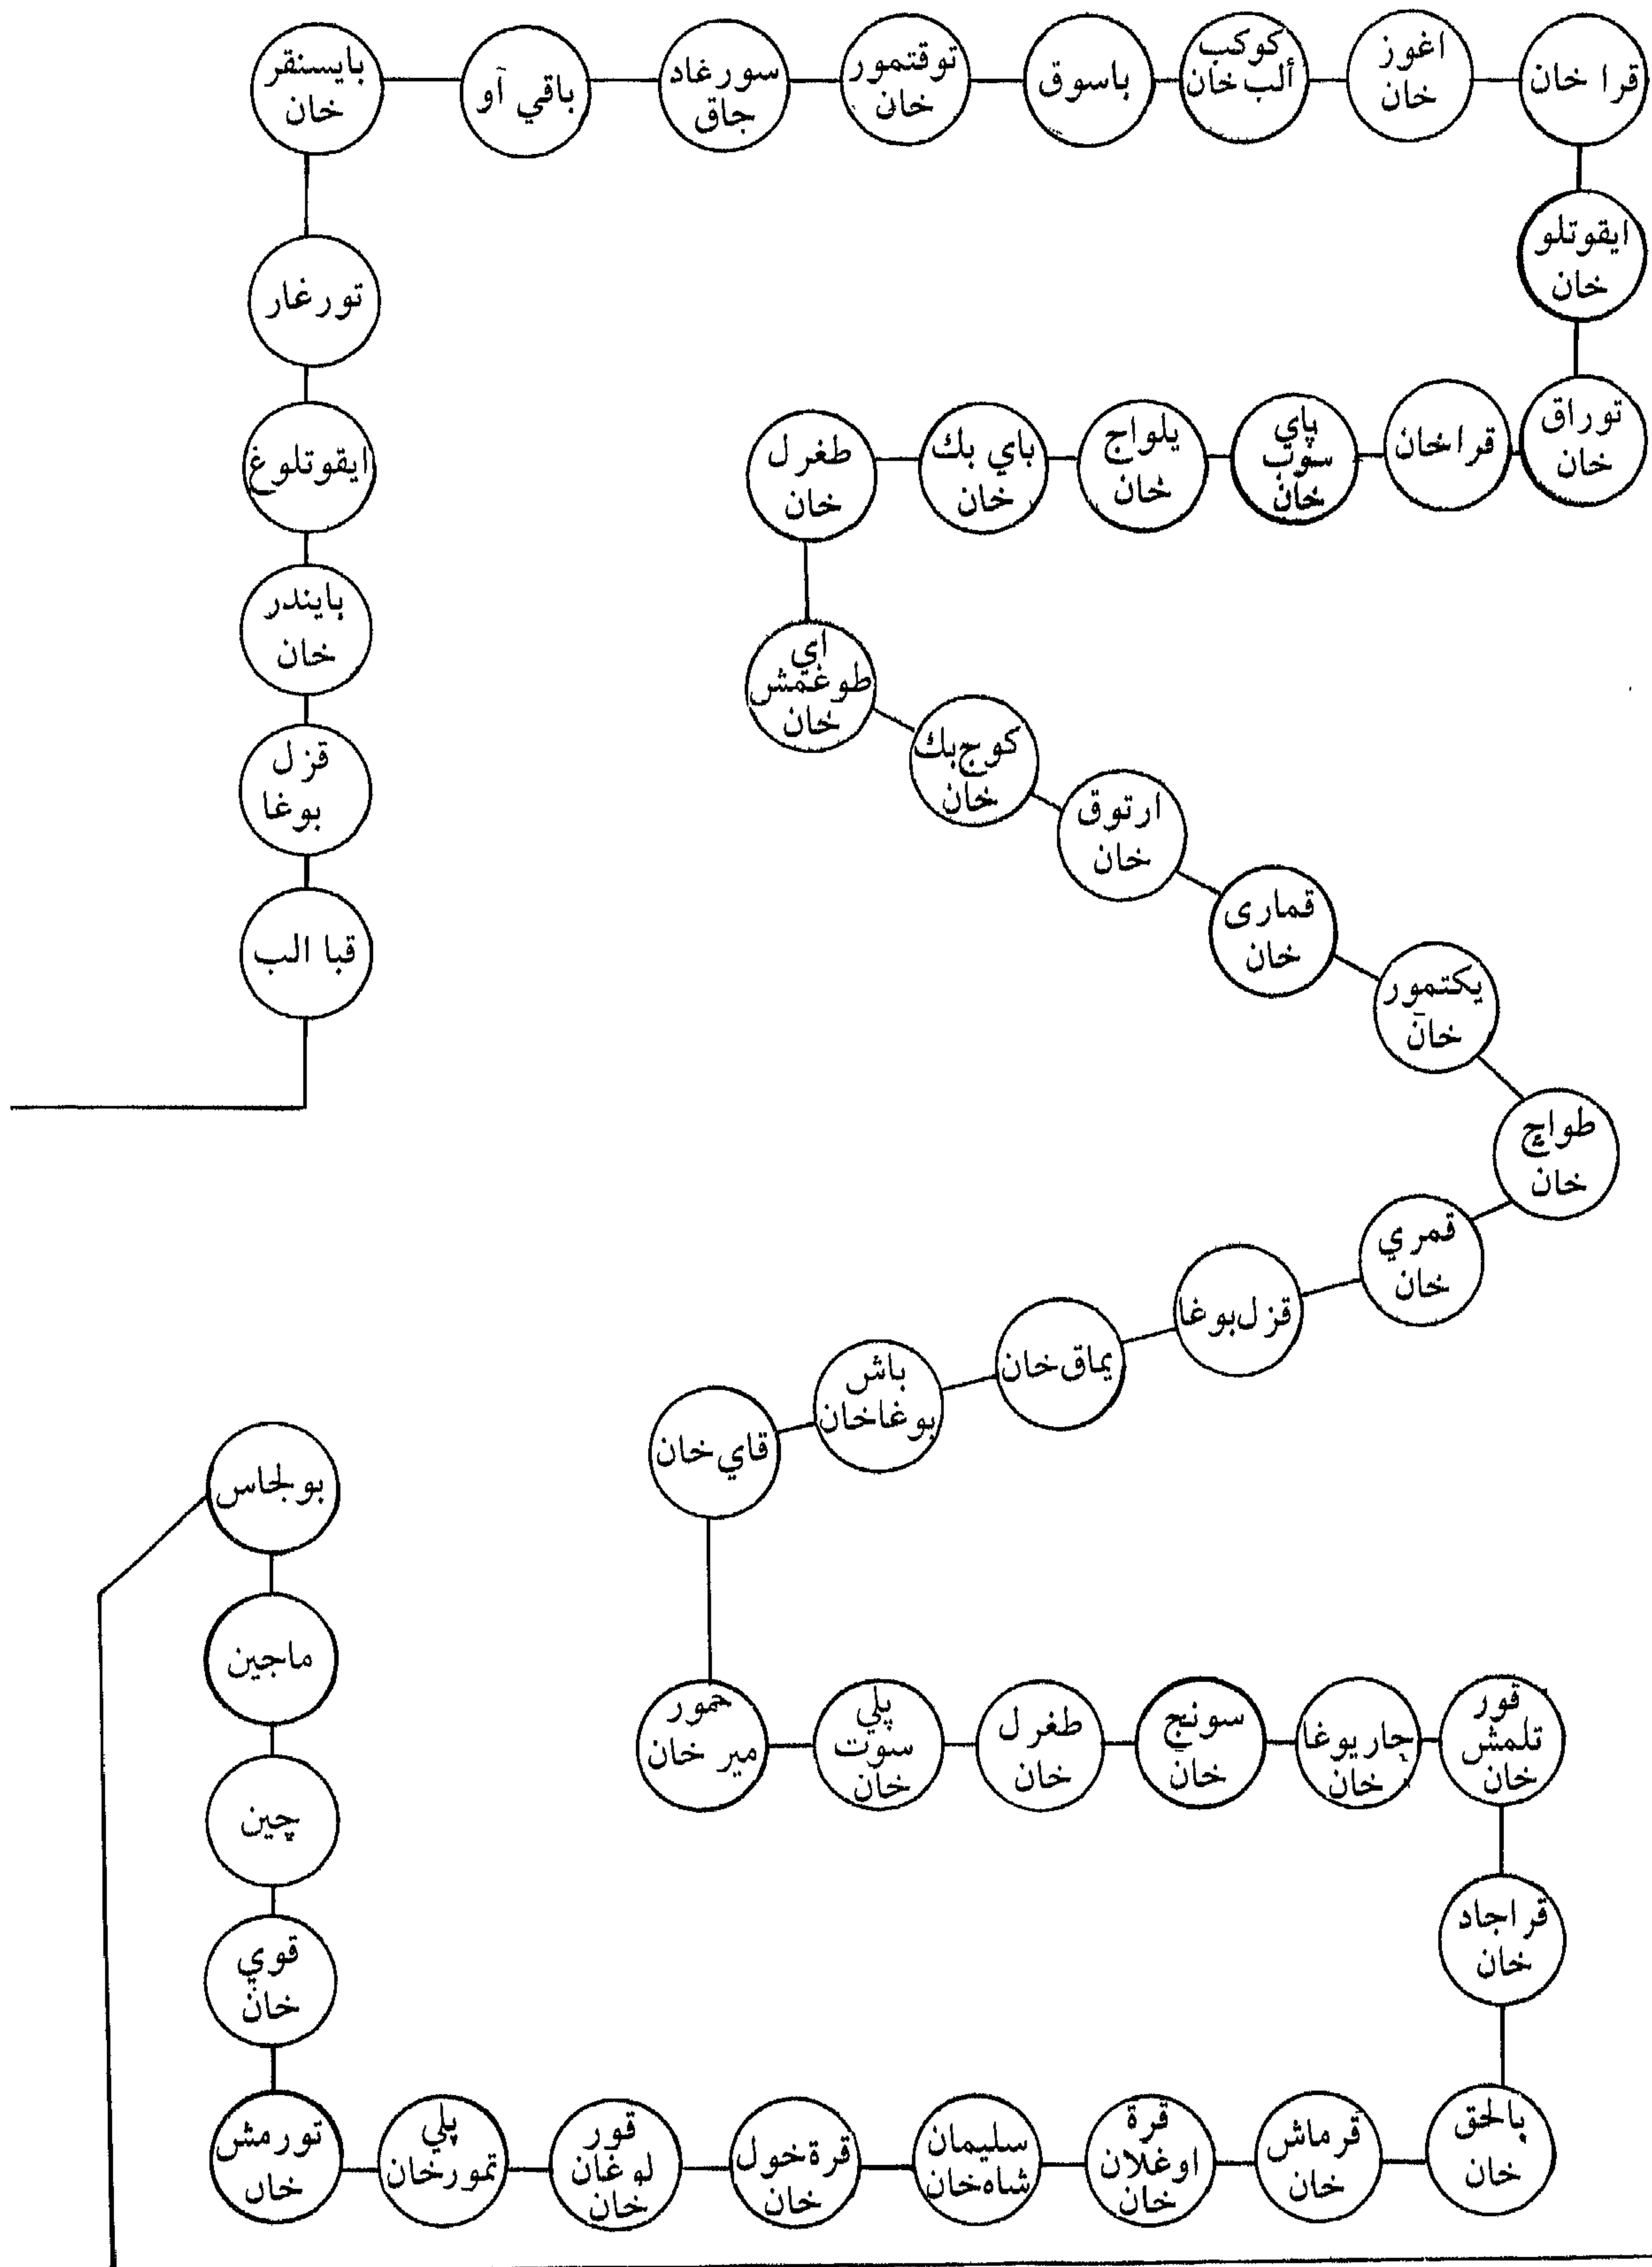 قرا خان
اغوز
خان
كوكب
ألب خان
باسوق
توقتمور
خان
سورغاد
جاق
باقي آو
بايسنقر
خان
تورغار
ايقوتلوغ
بايندر
خان
قزل
بوغا
قبا الب
ايقوتلو
خان
توراق
خان
قراخان
پاي
سوب
خان
يلواج
خان
باي بك
خان
طغرل
خان
اي
طوغمش
خان
كوج بك
خان
ارتوق
خان
قمارى
خان
يكتمور
خان
طواج
خان
قمري
خان
قزل بوغا
يماق خان
باش
بوغاخان
قاي خان
حمور
مير خان
پلي
سوت
خان
طغرل
خان
سونج
خان
جاربوغا
خان
قور
تلمش
خان
قراجاد
خان
بالحق
خان
قرماش
خان
قرة
اوغلان
خان
سليمان
شاه خان
قرة خول
خان
قور
لوغان
خان
پلي
تمورخان
تورمش
خان
قوي
خان
چين
ماجين
بولجاس